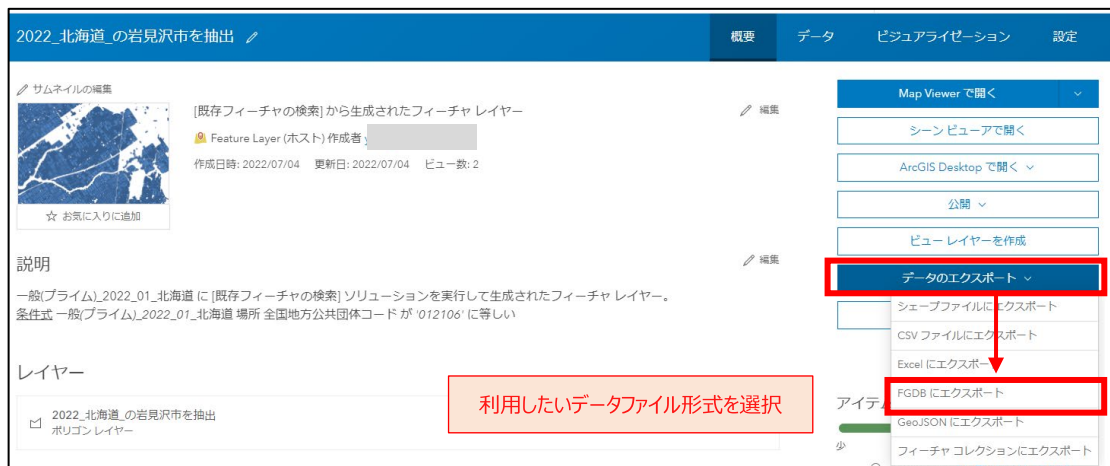 2022_北海道_の岩見沢市を抽出
概要
データ
ビジュアライゼーション
設定
サムネイルの編集
[既存フィーチャの検索] から生成されたフィーチャ レイヤー
編集
Feature Layer (ホスト) 作成者
作成日時: 2022/07/04 更新日: 2022/07/04 ビュー数: 2
お気に入りに追加
Map Viewer で開く
シーン ビューアで開く
ArcGIS Desktop で開く
公開
ビュー レイヤーを作成
説明
編集
一般(プライム)_2022_01_北海道 に [既存フィーチャの検索] ソリューションを実行して生成されたフィーチャ レイヤー。
条件式 一般(プライム)_2022_01_北海道 場所 全国地方公共団体コード が '012106' に等しい
データのエクスポート
シェープファイルにエクスポート
CSV ファイルにエクスポート
Excel にエクスポート
FGDB にエクスポート
GeoJSON にエクスポート
フィーチャ コレクションにエクスポート
レイヤー
2022_北海道_の岩見沢市を抽出
ポリゴン レイヤー
利用したいデータファイル形式を選択
アイテ
少